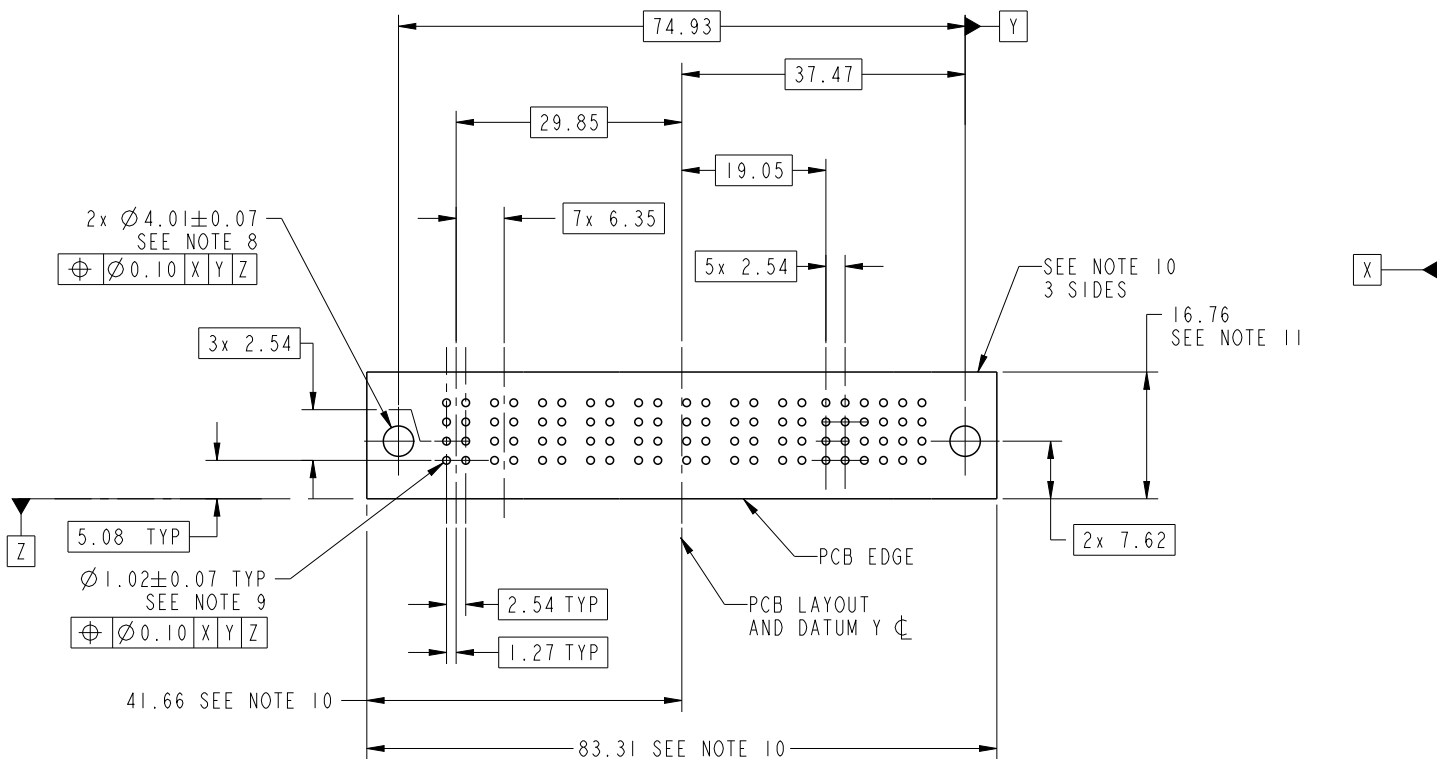 74.93
Y
37.47
29.85
19.05
2x Ø4.01±0.07
SEE NOTE 8
⌖ Ø0.10 X Y Z
7x 6.35
5x 2.54
SEE NOTE 10
3 SIDES
X
16.76
SEE NOTE 11
3x 2.54
5.08 TYP
Z
2x 7.62
PCB EDGE
Ø1.02±0.07 TYP
SEE NOTE 9
⌖ Ø0.10 X Y Z
2.54 TYP
PCB LAYOUT
AND DATUM Y ℄
1.27 TYP
41.66 SEE NOTE 10
83.31 SEE NOTE 10